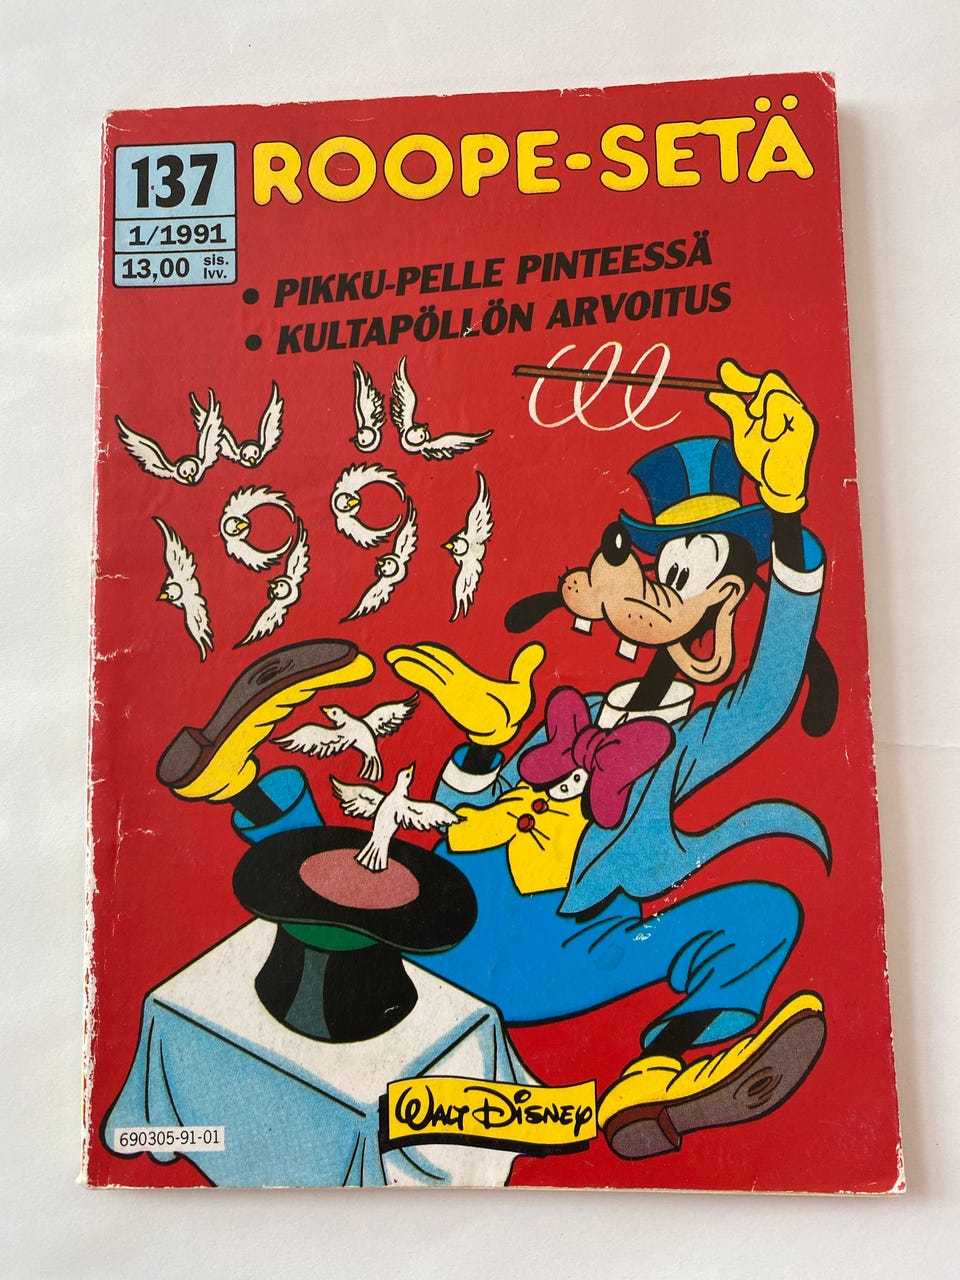 137
ROOPE-SETÄ
1/1991
13,00 sis. lvv.
• PIKKU-PELLE PINTEESSÄ
• KULTAPÖLLÖN ARVOITUS
1991
WALT DISNEY
690305-91-01